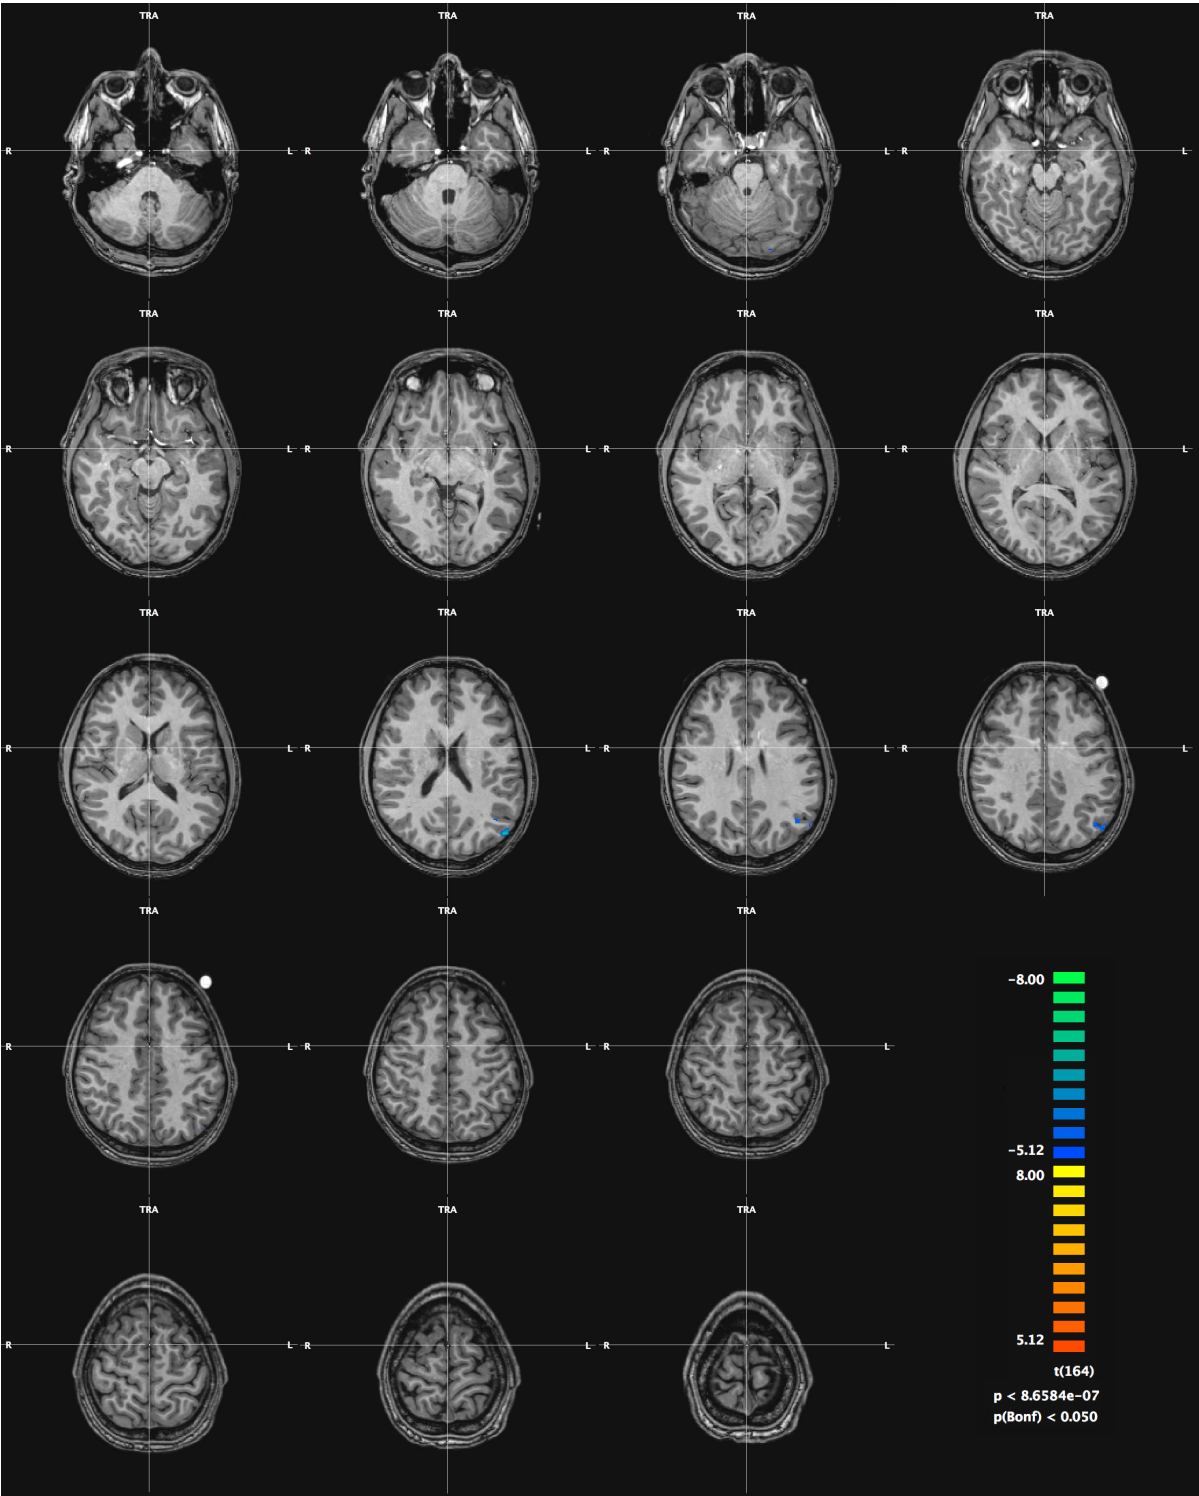 TRA TRA TRA TRA
R L R L R L R L
TRA TRA TRA TRA
R L R L R L R L
TRA TRA TRA TRA
R L R L R L R L
TRA TRA TRA
R L R L R L
−8.00
−5.12
8.00
TRA TRA TRA
R L R L R L
5.12
t(164)
p < 8.6584e−07
p(Bonf) < 0.050